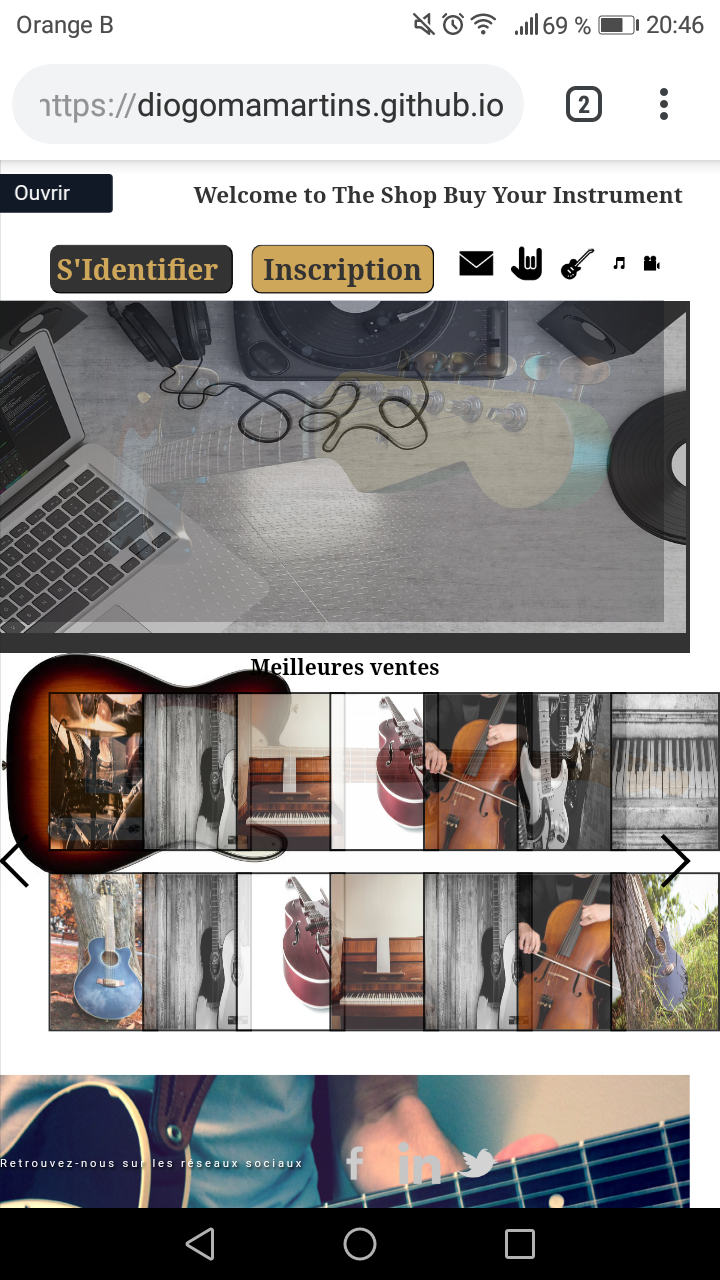 Orange B 69 % 20:46
https://diogomamartins.github.io 2
Ouvrir
Welcome to The Shop Buy Your Instrument
S'Identifier Inscription
Meilleures ventes
Retrouvez-nous sur les réseaux sociaux
f in